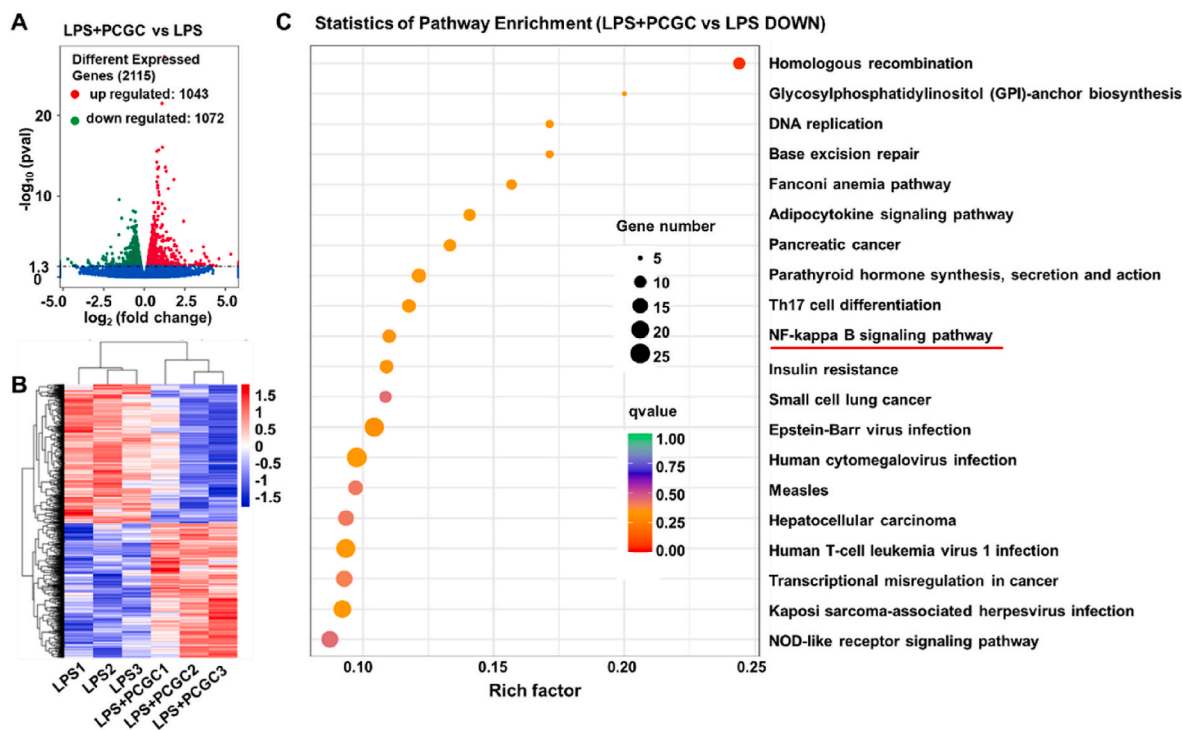 A
LPS+PCGC vs LPS
Different Expressed
Genes (2115)
up regulated: 1043
down regulated: 1072
-log10 (pval)
20
10
1.3
0
-5.0
-2.5
0.0
2.5
5.0
log2 (fold change)
B
1.5
1
0.5
0
-0.5
-1
-1.5
LPS1
LPS2
LPS3
LPS+PCGC1
LPS+PCGC2
LPS+PCGC3
C
Statistics of Pathway Enrichment (LPS+PCGC vs LPS DOWN)
Homologous recombination
Glycosylphosphatidylinositol (GPI)-anchor biosynthesis
DNA replication
Base excision repair
Fanconi anemia pathway
Adipocytokine signaling pathway
Pancreatic cancer
Parathyroid hormone synthesis, secretion and action
Th17 cell differentiation
NF-kappa B signaling pathway
Insulin resistance
Small cell lung cancer
Epstein-Barr virus infection
Human cytomegalovirus infection
Measles
Hepatocellular carcinoma
Human T-cell leukemia virus 1 infection
Transcriptional misregulation in cancer
Kaposi sarcoma-associated herpesvirus infection
NOD-like receptor signaling pathway
Gene number
5
10
15
20
25
qvalue
1.00
0.75
0.50
0.25
0.00
0.10
0.15
0.20
0.25
Rich factor